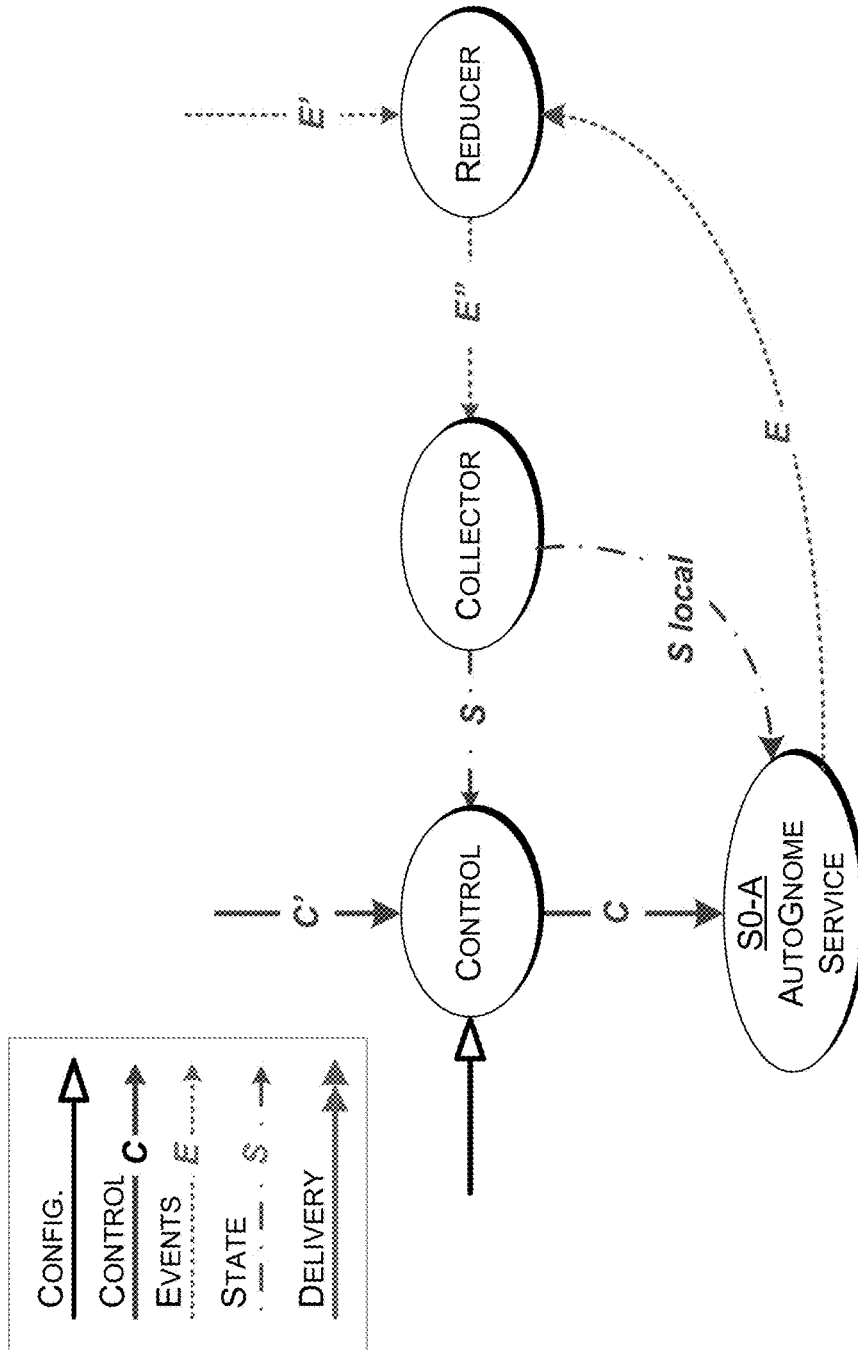 CONFIG.
CONTROL
C
EVENTS
E
STATE
S
DELIVERY
C'
CONTROL
C
S0-A
AUTOGNOME
SERVICE
S
COLLECTOR
S local
E"
REDUCER
E'
E